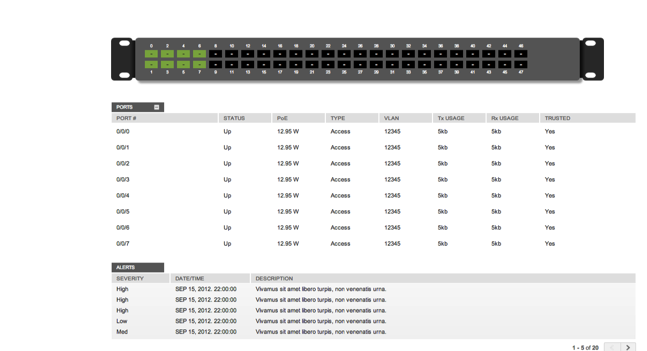 0 2 4 6 8 10 12 14 16 18 20 22 24 26 28 30 32 34 36 38 40 42 44 46
1 3 5 7 9 11 13 15 17 19 21 23 25 27 29 31 33 35 37 39 41 43 45 47
PORTS
PORT # STATUS PoE TYPE VLAN Tx USAGE Rx USAGE TRUSTED
0/0/0 Up 12.95 W Access 12345 5kb 5kb Yes
0/0/1 Up 12.95 W Access 12345 5kb 5kb Yes
0/0/2 Up 12.95 W Access 12345 5kb 5kb Yes
0/0/3 Up 12.95 W Access 12345 5kb 5kb Yes
0/0/4 Up 12.95 W Access 12345 5kb 5kb Yes
0/0/5 Up 12.95 W Access 12345 5kb 5kb Yes
0/0/6 Up 12.95 W Access 12345 5kb 5kb Yes
0/0/7 Up 12.95 W Access 12345 5kb 5kb Yes
ALERTS
SEVERITY DATE/TIME DESCRIPTION
High SEP 15, 2012. 22:00:00 Vivamus sit amet libero turpis, non venenatis urna.
High SEP 15, 2012. 22:00:00 Vivamus sit amet libero turpis, non venenatis urna.
High SEP 15, 2012. 22:00:00 Vivamus sit amet libero turpis, non venenatis urna.
Low SEP 15, 2012. 22:00:00 Vivamus sit amet libero turpis, non venenatis urna.
Med SEP 15, 2012. 22:00:00 Vivamus sit amet libero turpis, non venenatis urna.
1 - 5 of 20